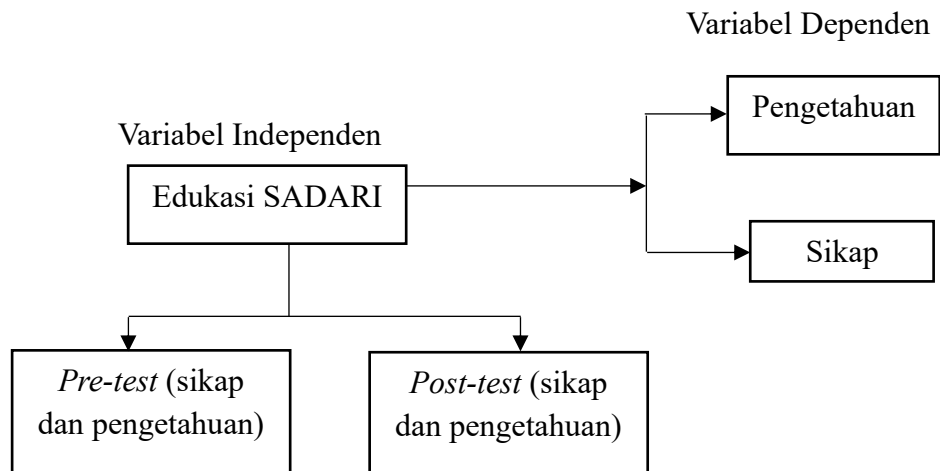 Variabel Dependen
Pengetahuan
Variabel Independen
Edukasi SADARI
Sikap
Pre-test (sikap
dan pengetahuan)
Post-test (sikap
dan pengetahuan)